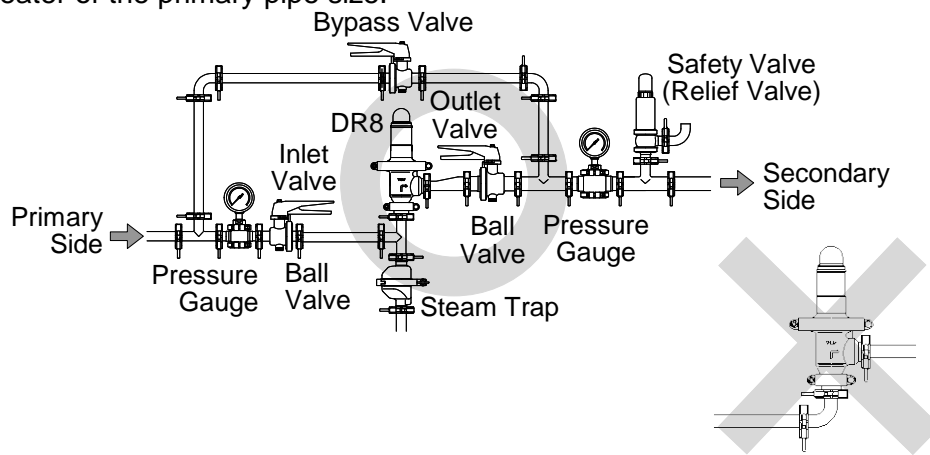 Bypass Valve
Safety Valve
(Relief Valve)
Outlet
Valve
DR8
Inlet
Valve
Secondary
Side
Primary
Side
Ball
Valve
Pressure
Gauge
Pressure
Gauge
Ball
Valve
Steam Trap